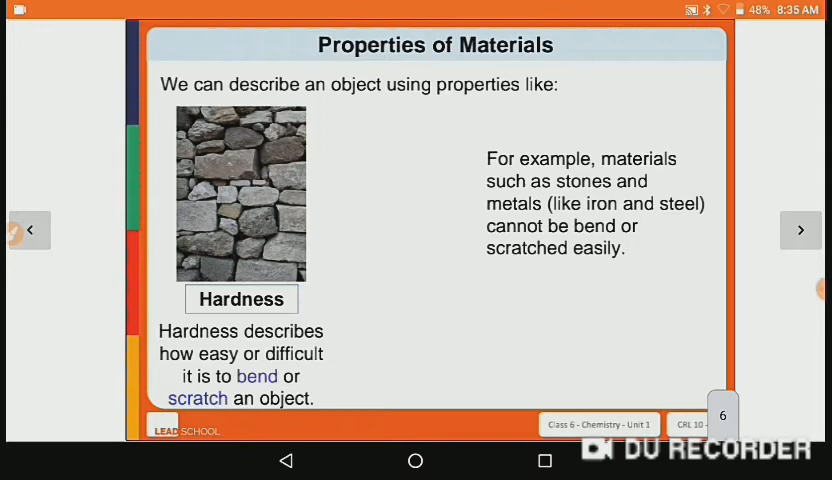 48% 8:35 AM
Properties of Materials
We can describe an object using properties like:
For example, materials
such as stones and
metals (like iron and steel)
cannot be bend or
scratched easily.
Hardness
Hardness describes
how easy or difficult
it is to bend or
scratch an object.
6
LEAD SCHOOL
Class 6 - Chemistry - Unit 1
CRL 10 -
DU RECORDER